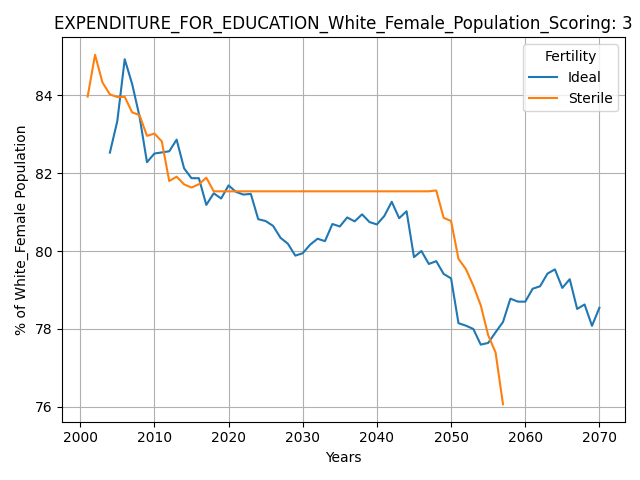 EXPENDITURE_FOR_EDUCATION_White_Female_Population_Scoring: 3
Fertility
Ideal
Sterile
% of White_Female Population
84
82
80
78
76
2000 2010 2020 2030 2040 2050 2060 2070
Years